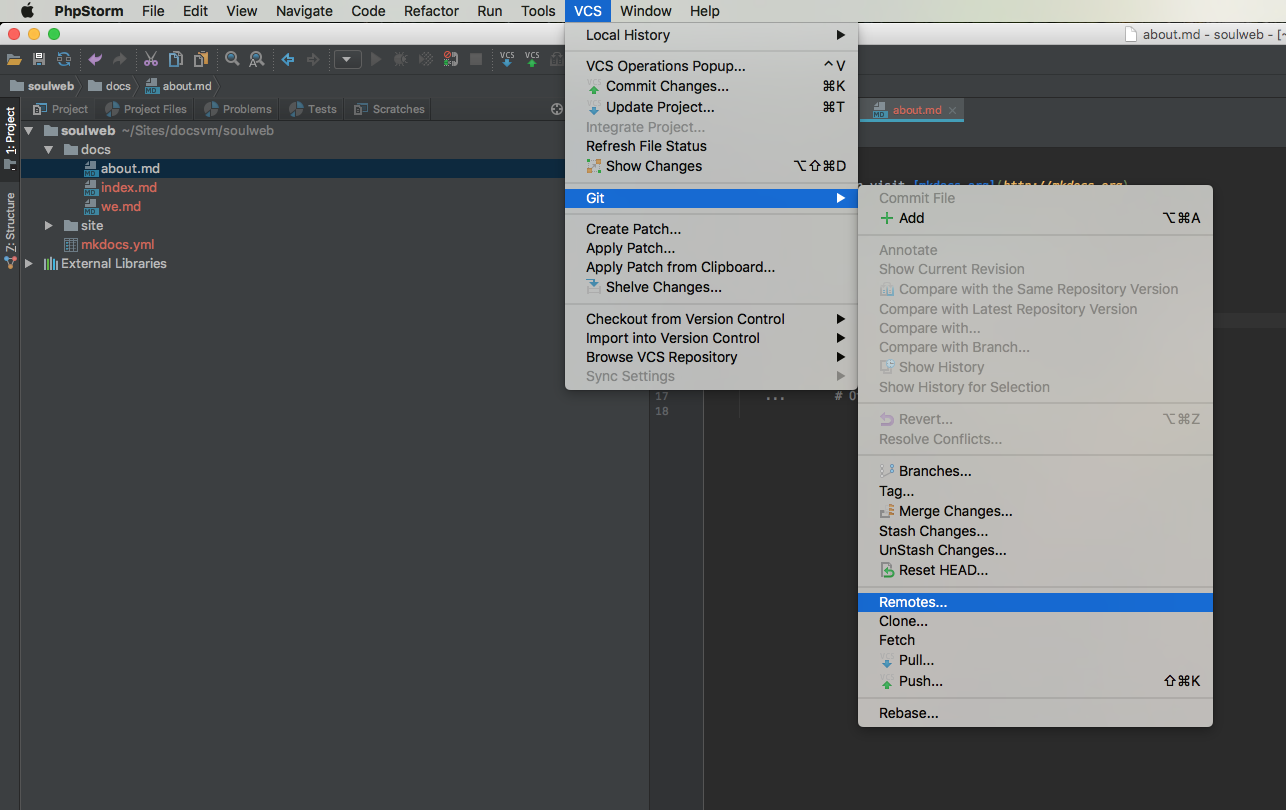 PhpStorm File Edit View Navigate Code Refactor Run Tools VCS Window Help
about.md - soulweb - [~
VCS VCS
soulweb docs about.md
Project Project Files Problems Tests Scratches
1: Project
Z: Structure
soulweb ~/Sites/docsvm/soulweb
docs
about.md
index.md
we.md
site
mkdocs.yml
External Libraries
Local History
VCS Operations Popup... ^V
Commit Changes... ⌘K
Update Project... ⌘T
Integrate Project...
Refresh File Status
Show Changes ⌥⇧⌘D
Git
Create Patch...
Apply Patch...
Apply Patch from Clipboard...
Shelve Changes...
Checkout from Version Control
Import into Version Control
Browse VCS Repository
Sync Settings
about.md
visit [mkdocs.org](http://mkdocs.org)
17 ... #
18
Commit File
Add ⌥⌘A
Annotate
Show Current Revision
Compare with the Same Repository Version
Compare with Latest Repository Version
Compare with...
Compare with Branch...
Show History
Show History for Selection
Revert... ⌥⌘Z
Resolve Conflicts...
Branches...
Tag...
Merge Changes...
Stash Changes...
UnStash Changes...
Reset HEAD...
Remotes...
Clone...
Fetch
Pull...
Push... ⇧⌘K
Rebase...